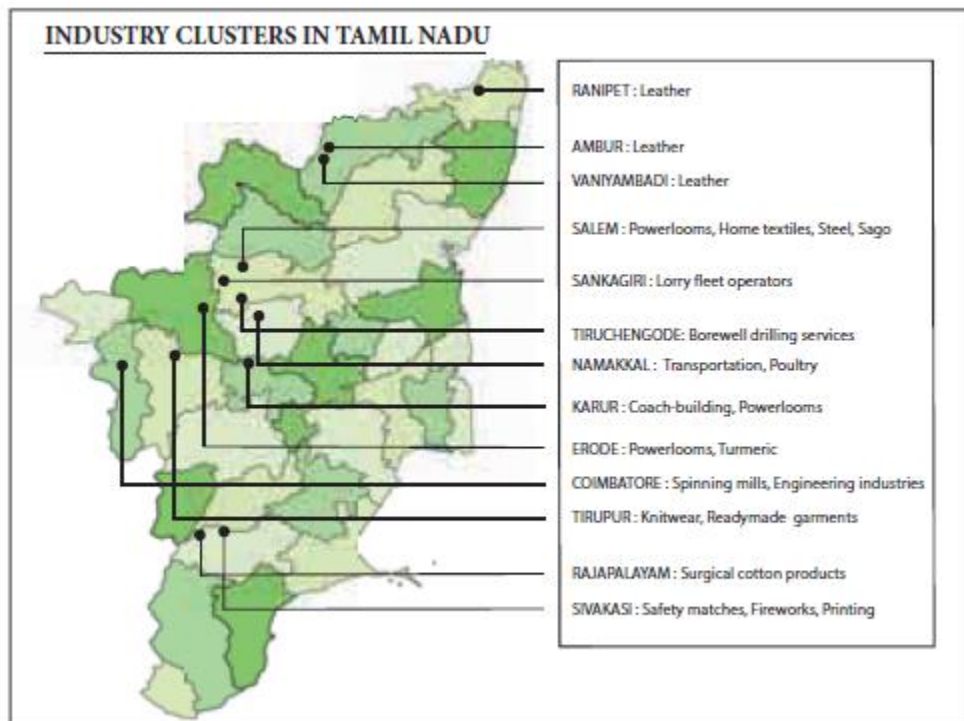 INDUSTRY CLUSTERS IN TAMIL NADU
RANIPET : Leather
AMBUR : Leather
VANIYAMBADI : Leather
SALEM : Powerlooms, Home textiles, Steel, Sago
SANKAGIRI : Lorry fleet operators
TIRUCHENGODE: Borewell drilling services
NAMAKKAL : Transportation, Poultry
KARUR : Coach-building, Powerlooms
ERODE : Powerlooms, Turmeric
COIMBATORE : Spinning mills, Engineering industries
TIRUPUR : Knitwear, Readymade garments
RAJAPALAYAM : Surgical cotton products
SIVAKASI : Safety matches, Fireworks, Printing